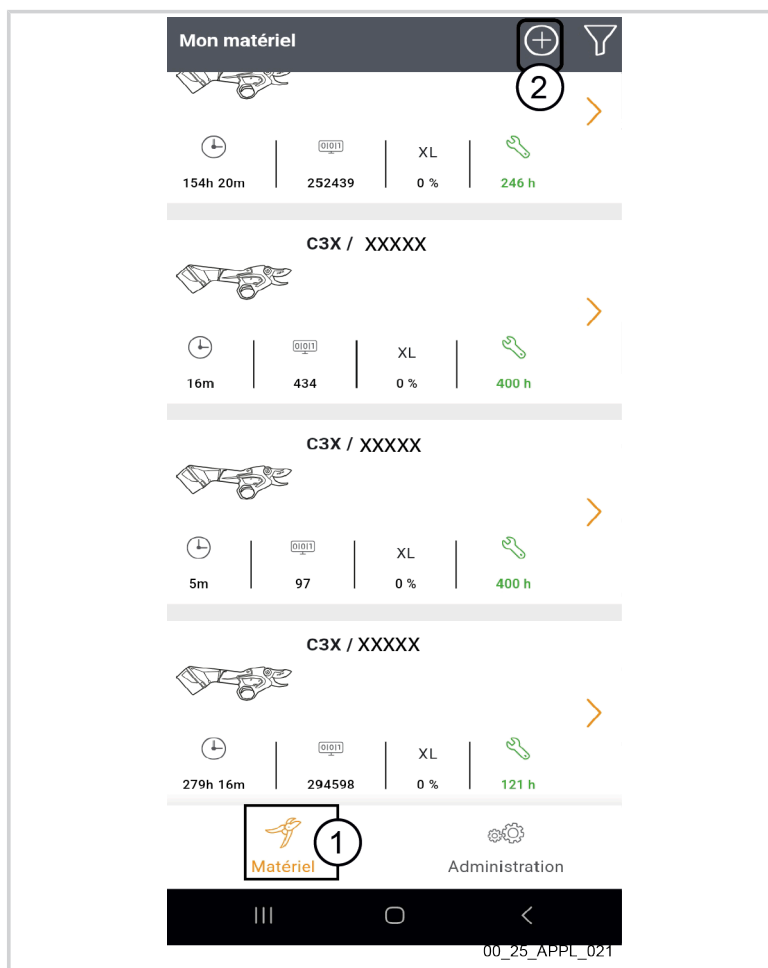 Mon matériel
2
XL
154h 20m 252439 0 % 246 h
C3X / XXXXX
XL
16m 434 0 % 400 h
C3X / XXXXX
XL
5m 97 0 % 400 h
C3X / XXXXX
XL
279h 16m 294598 0 % 121 h
1
Matériel Administration
00_25_APPL_021